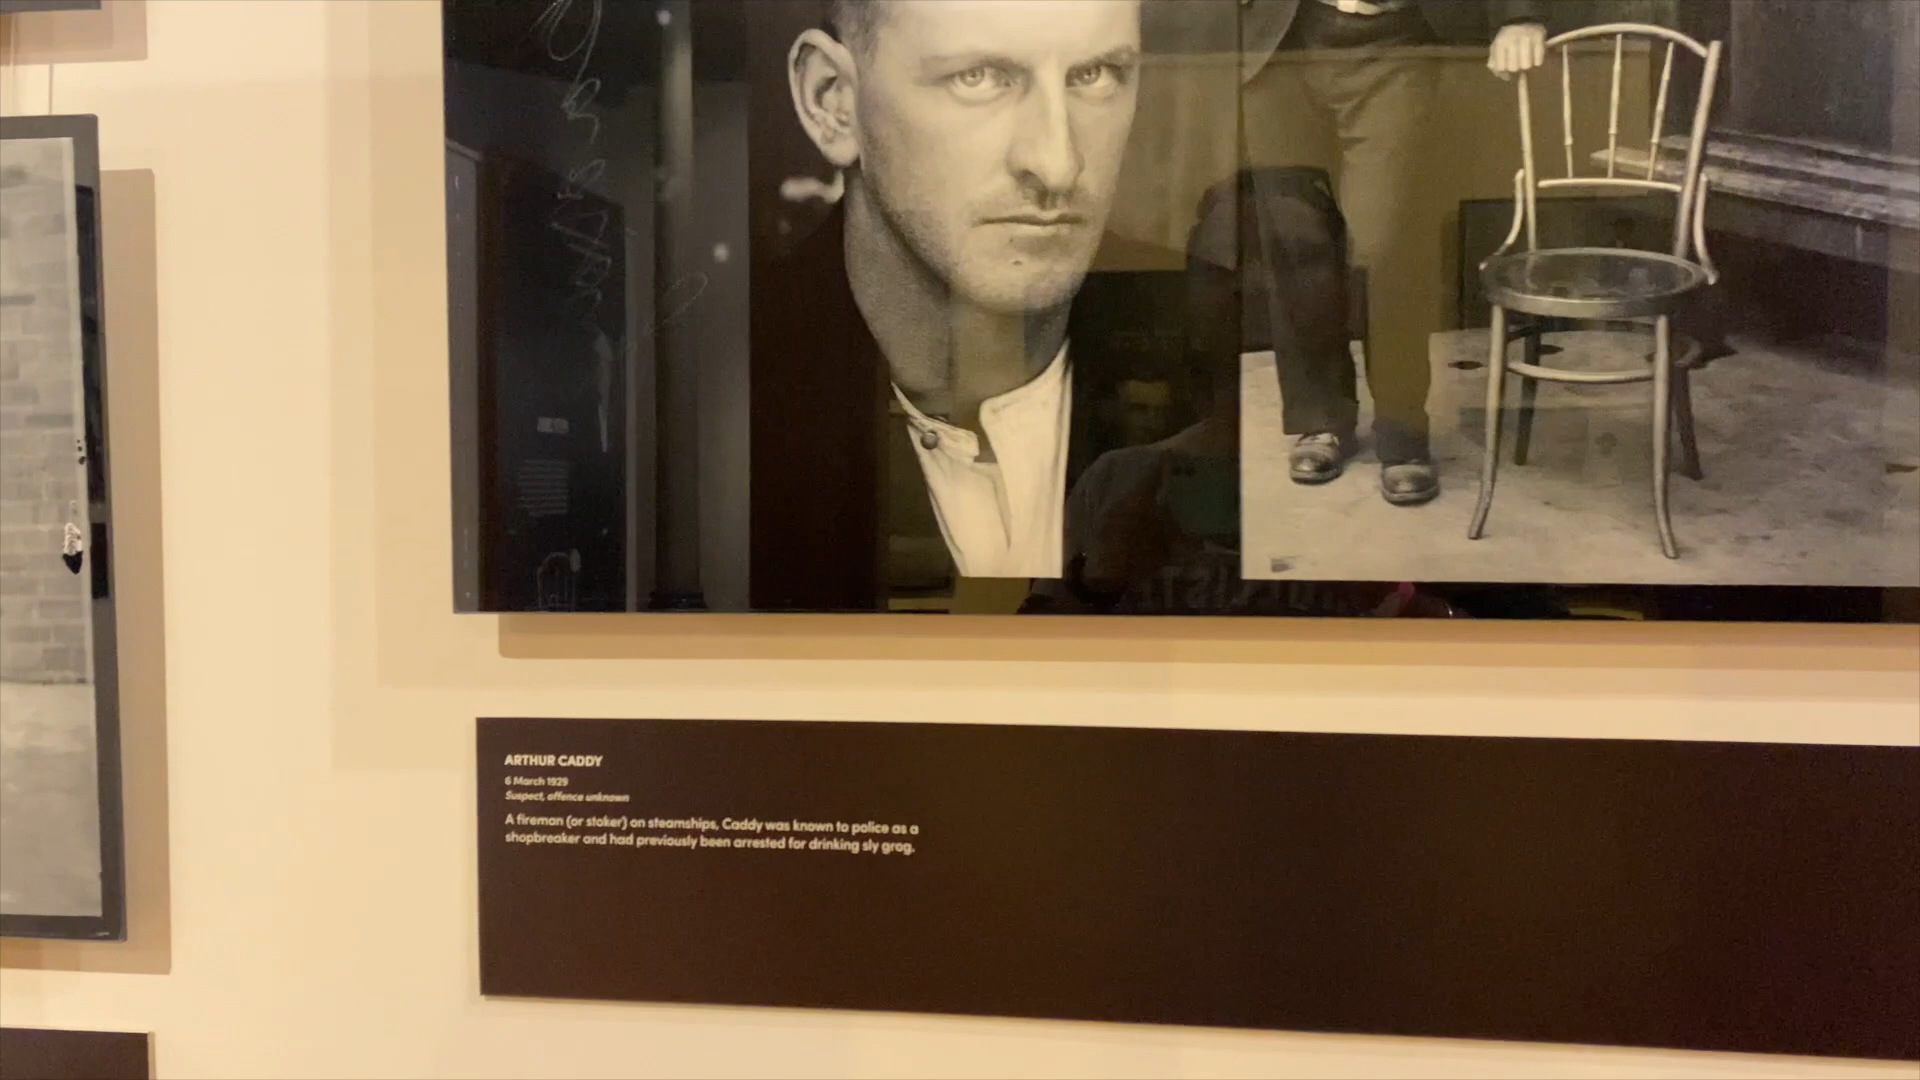 ARTHUR CADDY
6 March 1929
Suspect, offence unknown
A fireman (or stoker) on steamships, Caddy was known to police as a
shopbreaker and had previously been arrested for drinking sly grog.